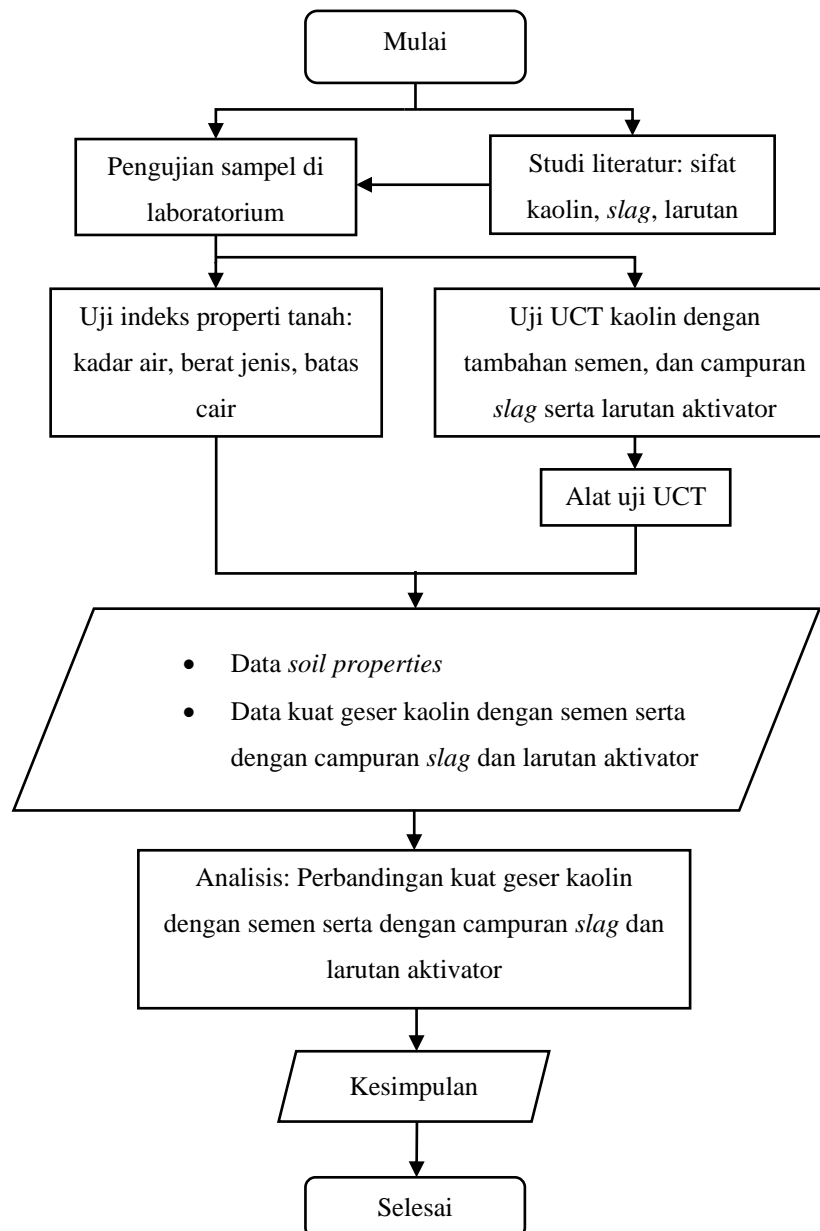 Mulai
Pengujian sampel di
laboratorium
Studi literatur: sifat
kaolin, slag, larutan
Uji indeks properti tanah:
kadar air, berat jenis, batas
cair
Uji UCT kaolin dengan
tambahan semen, dan campuran
slag serta larutan aktivator
Alat uji UCT
• Data soil properties
• Data kuat geser kaolin dengan semen serta
dengan campuran slag dan larutan aktivator
Analisis: Perbandingan kuat geser kaolin
dengan semen serta dengan campuran slag dan
larutan aktivator
Kesimpulan
Selesai